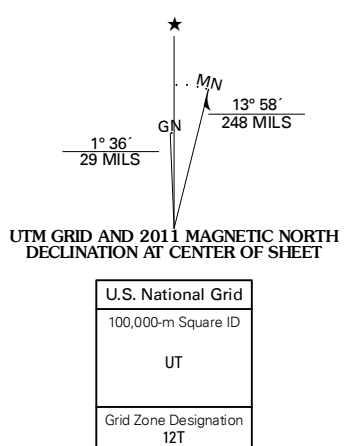 ★
MN
GN
13° 58´
248 MILS
1° 36´
29 MILS
UTM GRID AND 2011 MAGNETIC NORTH
DECLINATION AT CENTER OF SHEET
U.S. National Grid
100,000-m Square ID
UT
Grid Zone Designation
12T